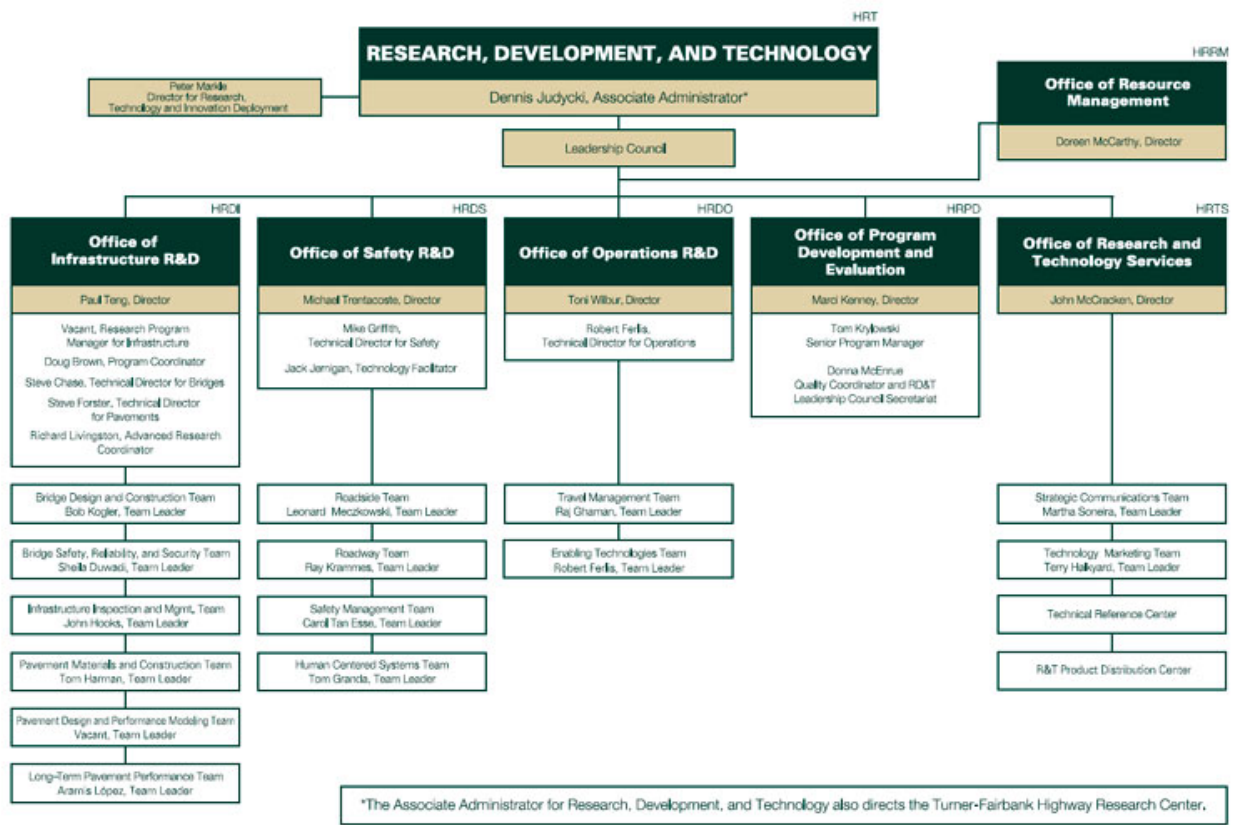 HRT
RESEARCH, DEVELOPMENT, AND TECHNOLOGY
Dennis Judycki, Associate Administrator*
Peter Markle
Director for Research,
Technology and Innovation Deployment
Leadership Council
HRRM
Office of Resource
Management
Doreen McCarthy, Director
HRDI
Office of
Infrastructure R&D
Paul Teng, Director
Vacant, Research Program
Manager for Infrastructure
Doug Brown, Program Coordinator
Steve Chase, Technical Director for Bridges
Steve Forster, Technical Director
for Pavements
Richard Livingston, Advanced Research
Coordinator
Bridge Design and Construction Team
Bob Kogler, Team Leader
Bridge Safety, Reliability, and Security Team
Sheila Duwadi, Team Leader
Infrastructure Inspection and Mgmt. Team
John Hooks, Team Leader
Pavement Materials and Construction Team
Tom Harman, Team Leader
Pavement Design and Performance Modeling Team
Vacant, Team Leader
Long-Term Pavement Performance Team
Aramis López, Team Leader
HRDS
Office of Safety R&D
Michael Trentacoste, Director
Mike Griffith,
Technical Director for Safety
Jack Jernigan, Technology Facilitator
Roadside Team
Leonard Meczkowski, Team Leader
Roadway Team
Ray Krammes, Team Leader
Safety Management Team
Carol Tan Esse, Team Leader
Human Centered Systems Team
Tom Granda, Team Leader
HRDO
Office of Operations R&D
Toni Wilbur, Director
Robert Ferlis,
Technical Director for Operations
Travel Management Team
Raj Ghaman, Team Leader
Enabling Technologies Team
Robert Ferlis, Team Leader
HRPD
Office of Program
Development and
Evaluation
Marci Kenney, Director
Tom Krylowski
Senior Program Manager
Donna McEnrue
Quality Coordinator and RD&T
Leadership Council Secretariat
HRTS
Office of Research and
Technology Services
John McCracken, Director
Strategic Communications Team
Martha Soneira, Team Leader
Technology Marketing Team
Terry Halkyard, Team Leader
Technical Reference Center
R&T Product Distribution Center
*The Associate Administrator for Research, Development, and Technology also directs the Turner-Fairbank Highway Research Center.